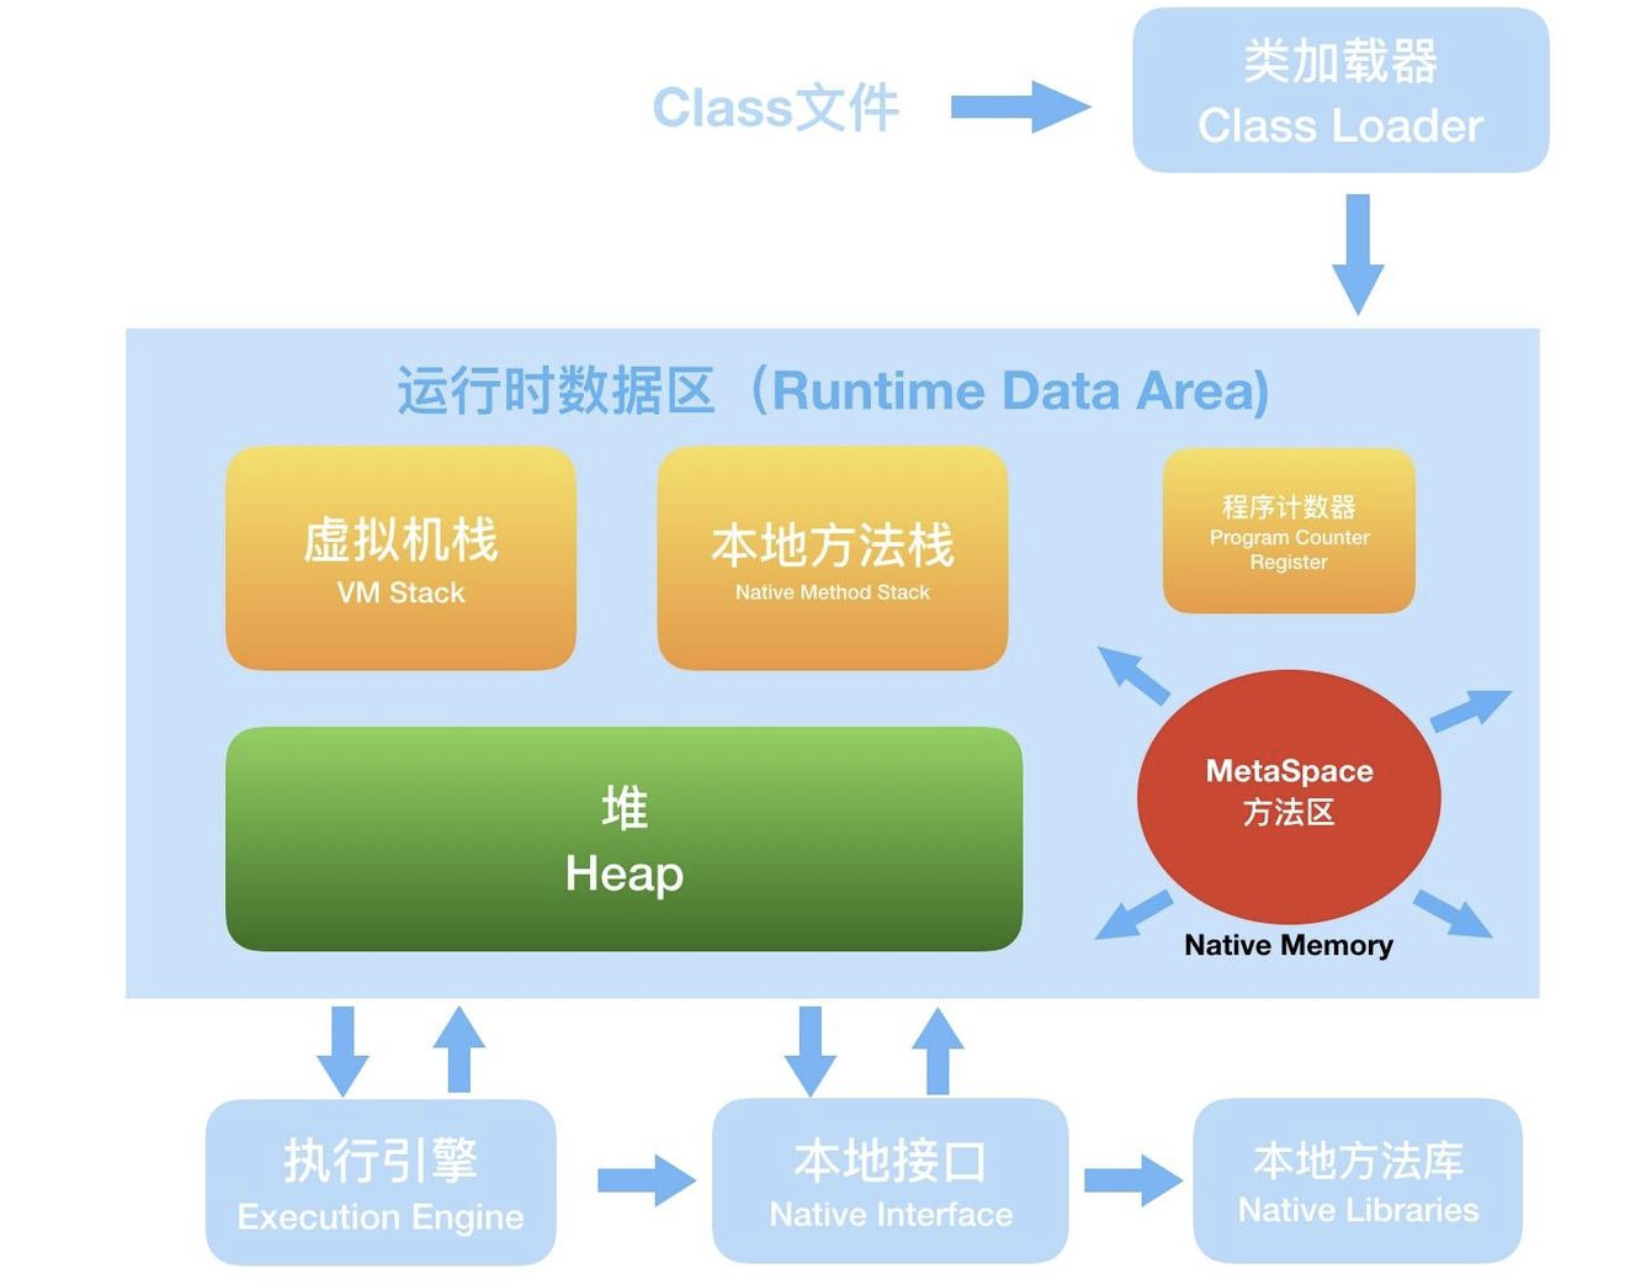 Class文件
类加载器
Class Loader
运行时数据区（Runtime Data Area)
虚拟机栈
VM Stack
本地方法栈
Native Method Stack
程序计数器
Program Counter
Register
堆
Heap
MetaSpace
方法区
Native Memory
执行引擎
Execution Engine
本地接口
Native Interface
本地方法库
Native Libraries